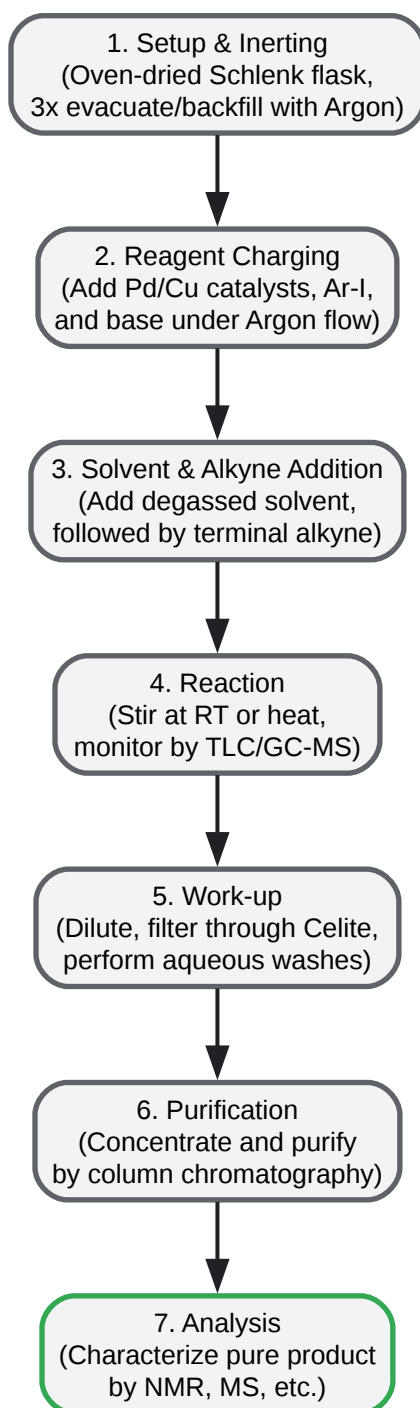 1. Setup & Inerting
(Oven-dried Schlenk flask,
3x evacuate/backfill with Argon)
2. Reagent Charging
(Add Pd/Cu catalysts, Ar-I,
and base under Argon flow)
3. Solvent & Alkyne Addition
(Add degassed solvent,
followed by terminal alkyne)
4. Reaction
(Stir at RT or heat,
monitor by TLC/GC-MS)
5. Work-up
(Dilute, filter through Celite,
perform aqueous washes)
6. Purification
(Concentrate and purify
by column chromatography)
7. Analysis
(Characterize pure product
by NMR, MS, etc.)